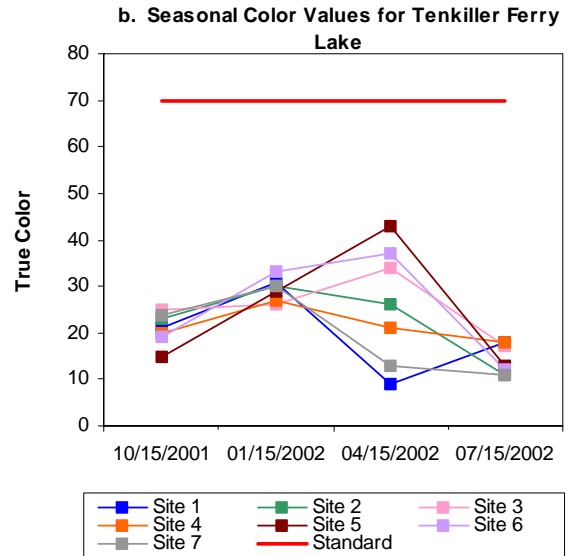 b. Seasonal Color Values for Tenkiller Ferry
Lake
80
70
60
50
40
30
20
10
0
True Color
10/15/2001 01/15/2002 04/15/2002 07/15/2002
Site 1 Site 2 Site 3
Site 4 Site 5 Site 6
Site 7 Standard